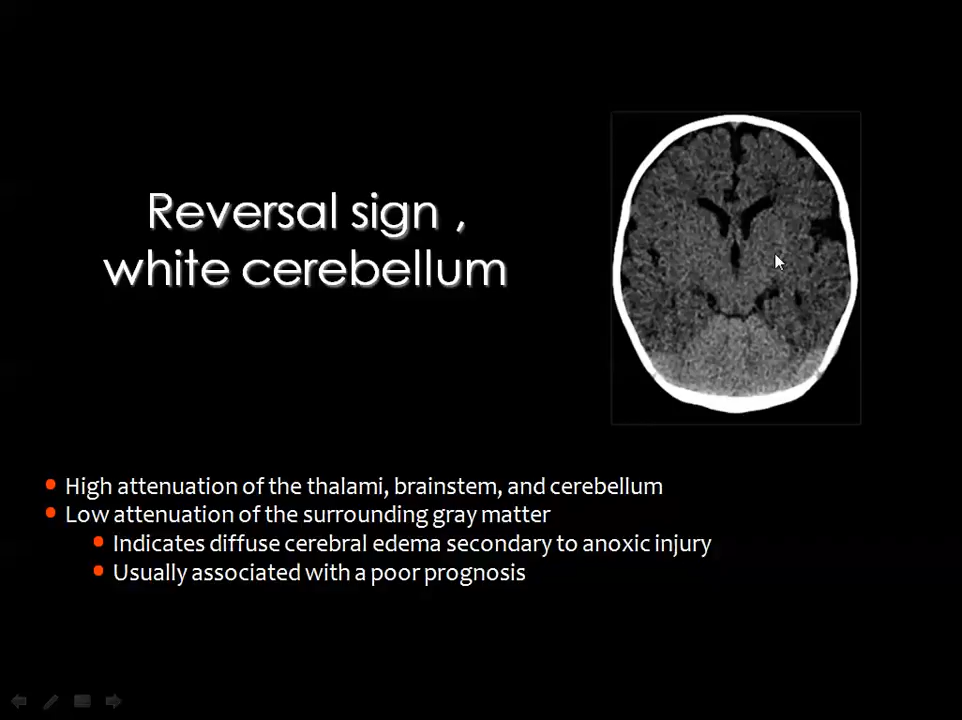 Reversal sign ,
white cerebellum
High attenuation of the thalami, brainstem, and cerebellum
Low attenuation of the surrounding gray matter
Indicates diffuse cerebral edema secondary to anoxic injury
Usually associated with a poor prognosis